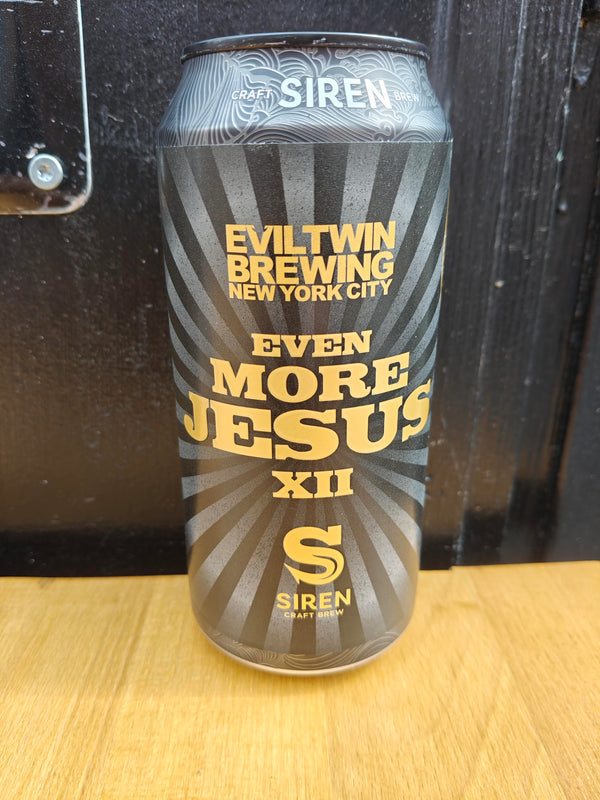 CRAFT SIREN BREW
EVILTWIN
BREWING
NEW YORK CITY
EVEN
MORE
JESUS
XII
S
SIREN
CRAFT BREW